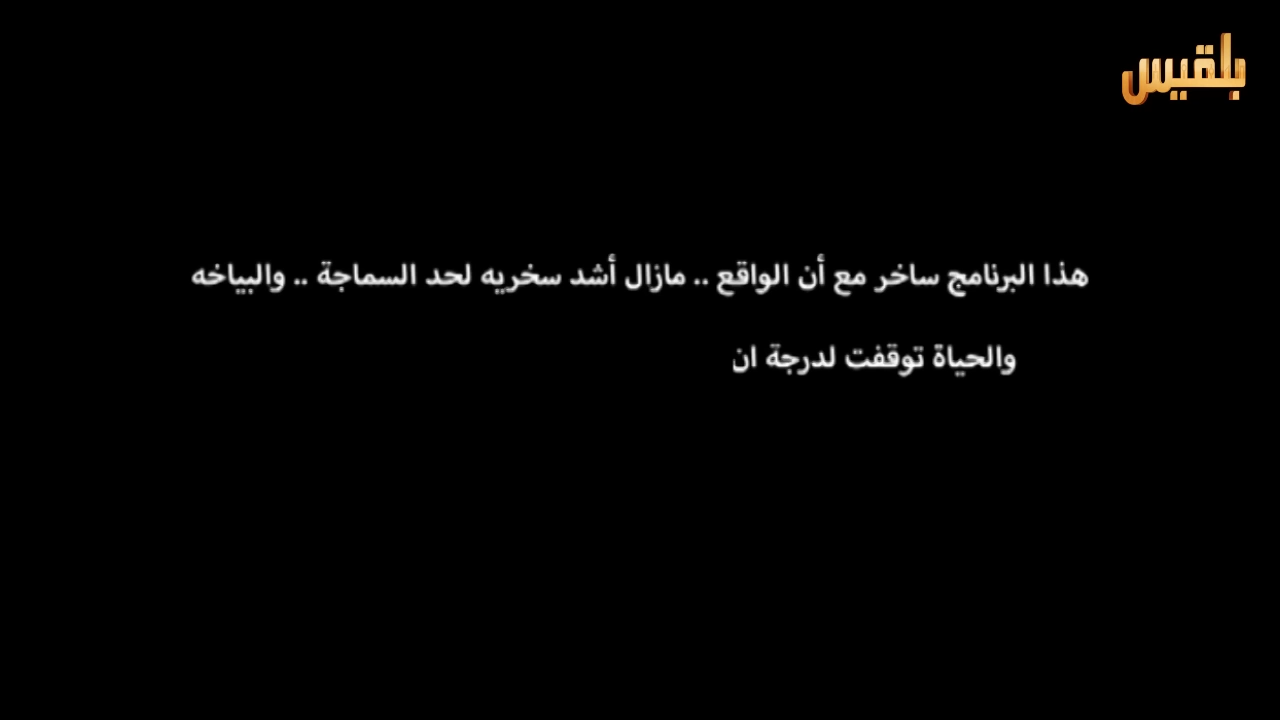 بلقيس
هذا البرنامج ساخر مع أن الواقع .. مازال أشد سخريه لحد السماجة .. والبياخه
والحياة توقفت لدرجة ان